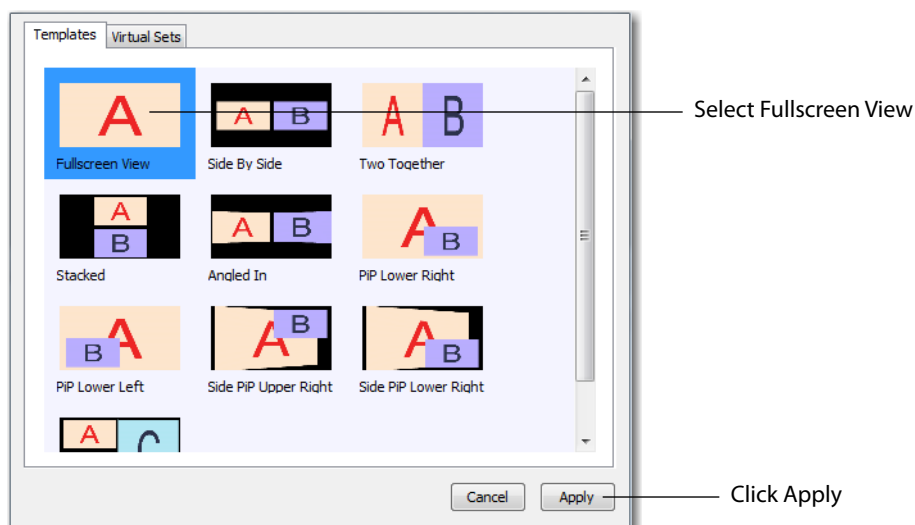 Templates Virtual Sets
A A B A B
Select Fullscreen View
Fullscreen View Side By Side Two Together
A B A B A B
Stacked Angled In PiP Lower Right
B A A B A B
PiP Lower Left Side PiP Upper Right Side PiP Lower Right
A C
Cancel Apply
Click Apply